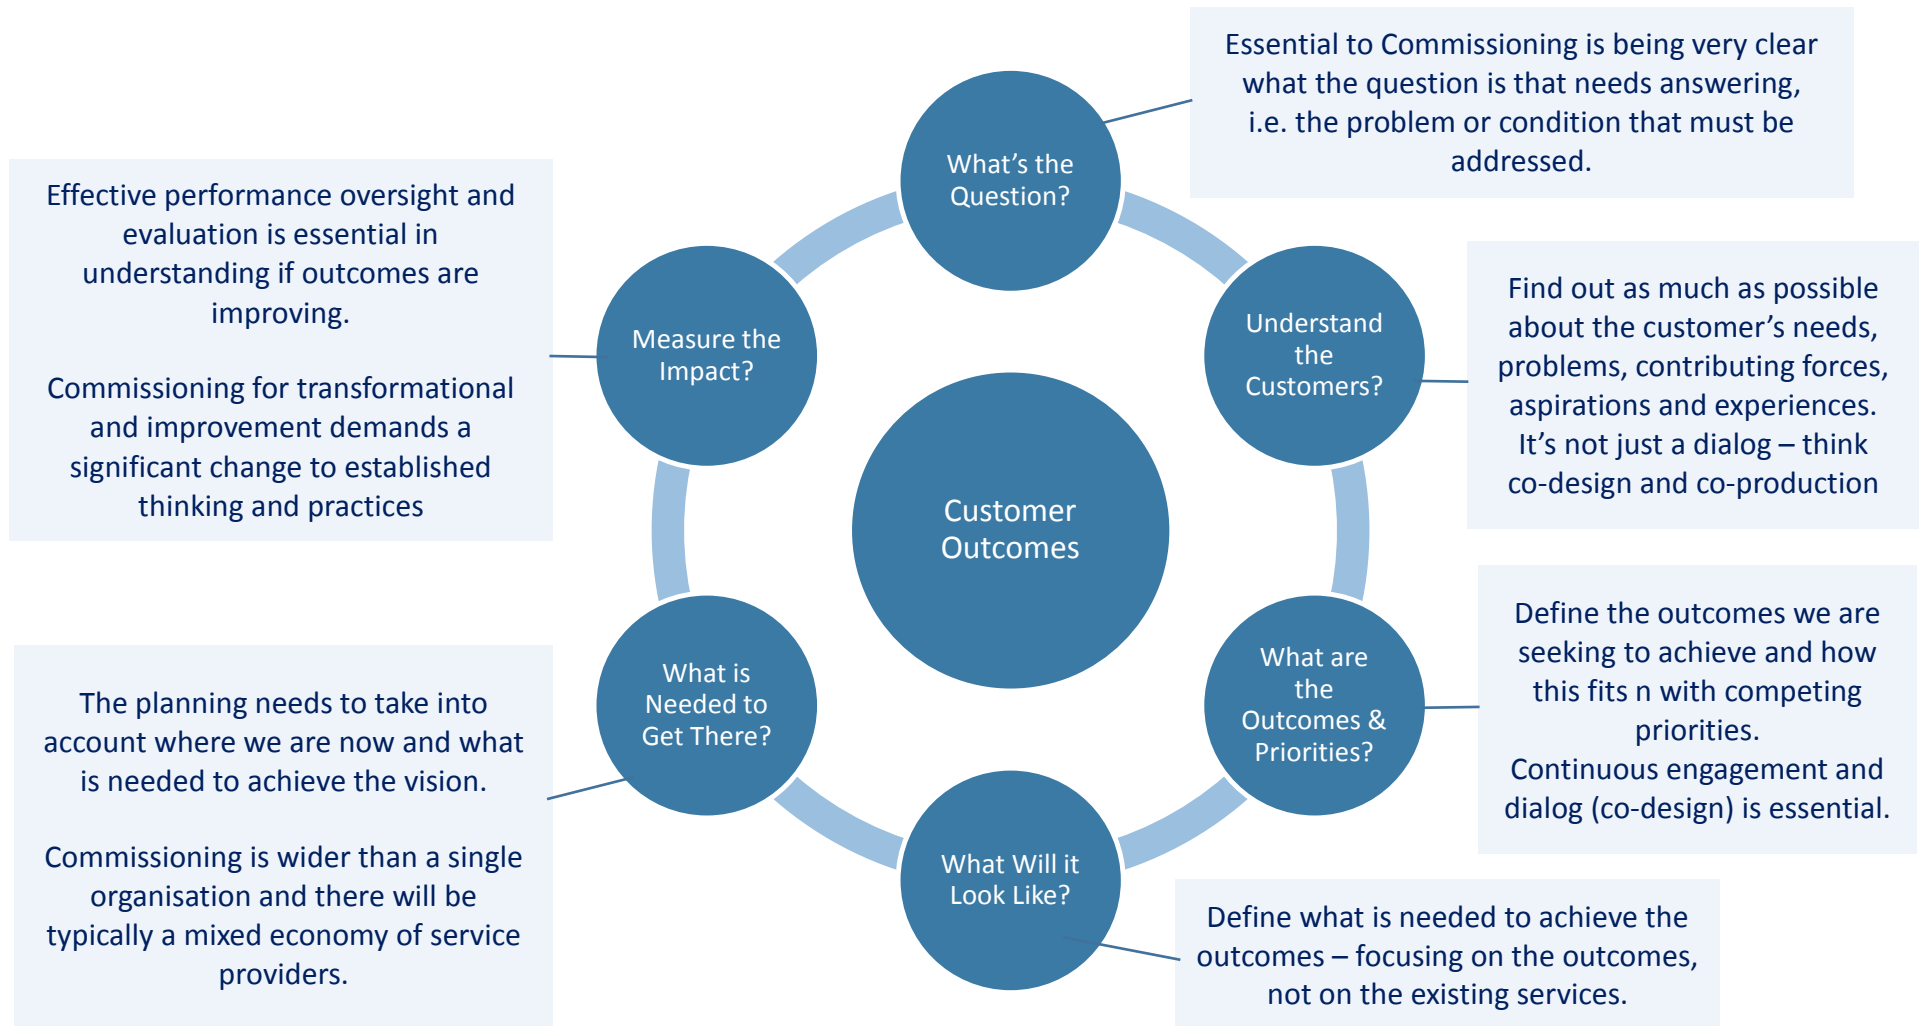 Essential to Commissioning is being very clear
what the question is that needs answering,
i.e. the problem or condition that must be
addressed.
What’s the
Question?
Effective performance oversight and
evaluation is essential in
understanding if outcomes are
improving.
Commissioing for transformational
and improvement demands a
significant change to established
thinking and practices
Measure the
Impact?
Understand
the
Customers?
Find out as much as possible
about the customer’s needs,
problems, contributing forces,
aspirations and experiences.
It’s not just a dialog – think
co-design and co-production
Customer
Outcomes
What are
the
Outcomes &
Priorities?
Define the outcomes we are
seeking to achieve and how
this fits n with competing
priorities.
Continuous engagement and
dialog (co-design) is essential.
What is
Needed to
Get There?
The planning needs to take into
account where we are now and what
is needed to achieve the vision.
Commissioning is wider than a single
organisation and there will be
typically a mixed economy of service
providers.
What Will it
Look Like?
Define what is needed to achieve the
outcomes – focusing on the outcomes,
not on the existing services.